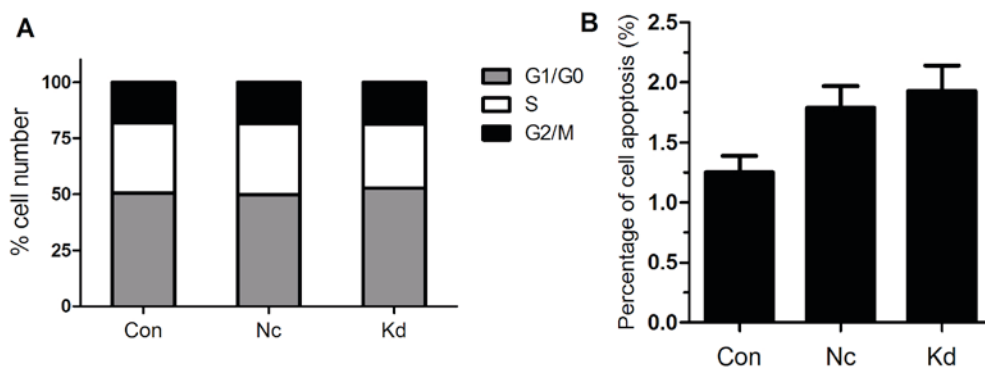 A
% cell number
100
75
50
25
0
Con Nc Kd
G1/G0
S
G2/M
B
Percentage of cell apoptosis (%)
2.5
2.0
1.5
1.0
0.5
0.0
Con Nc Kd